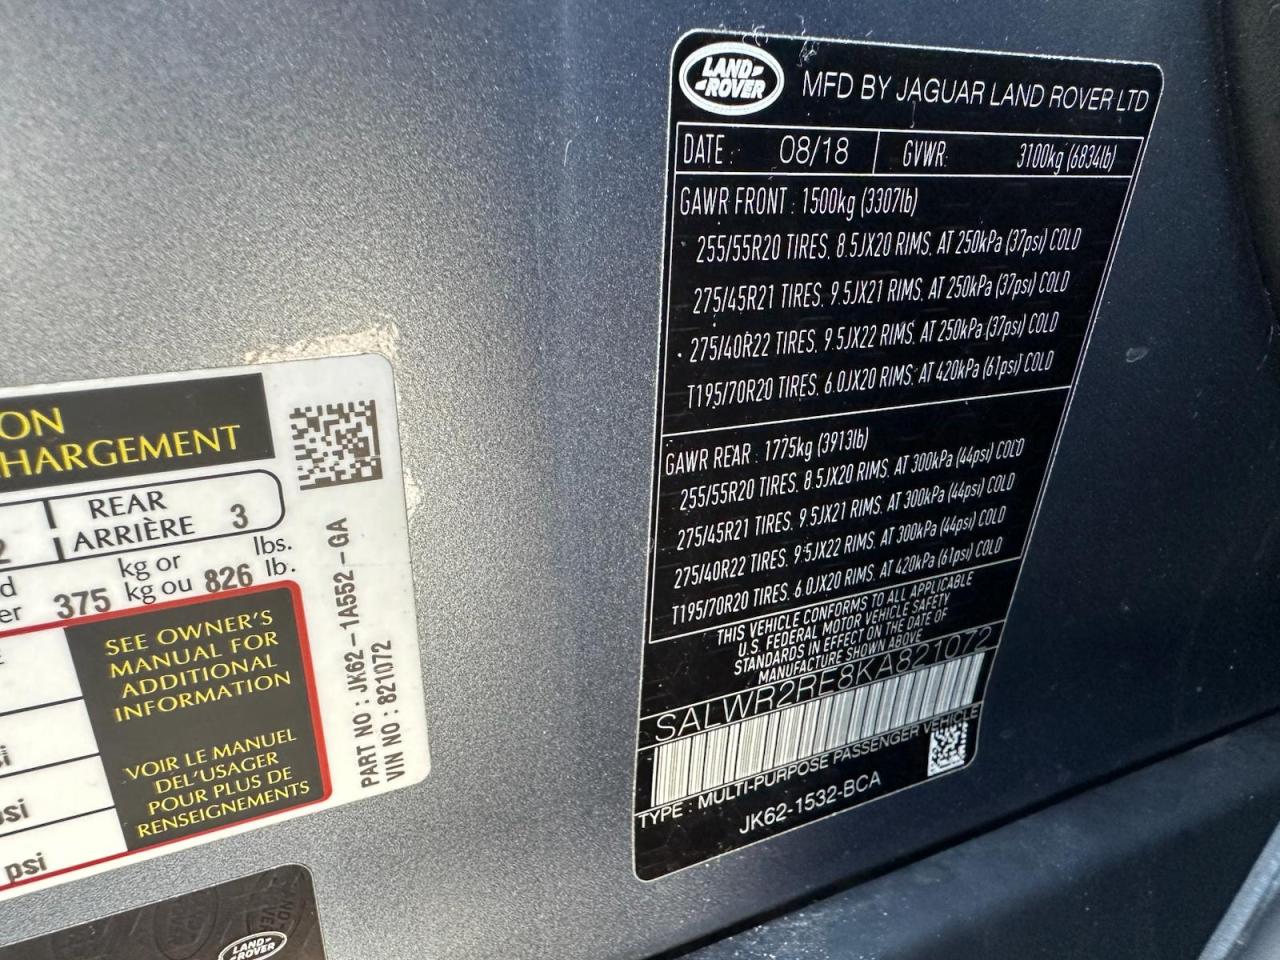 ON
HARGEMENT
2
REAR
ARRIÈRE 3
375 kg or
kg ou 826 lbs.
lb.
SEE OWNER'S
MANUAL FOR
ADDITIONAL
INFORMATION
VOIR LE MANUEL
DEL'USAGER
POUR PLUS DE
RENSEIGNEMENTS
psi
psi
PART NO : JK62-1A552-GA
VIN NO : 821072
LAND
ROVER
LAND
ROVER
MFD BY JAGUAR LAND ROVER LTD
DATE : 08/18 GVWR: 3100kg (6834lb)
GAWR FRONT : 1500kg (3307lb)
255/55R20 TIRES, 8.5JX20 RIMS, AT 250kPa (37psi) COLD
275/45R21 TIRES, 9.5JX21 RIMS, AT 250kPa (37psi) COLD
275/40R22 TIRES, 9.5JX22 RIMS, AT 250kPa (37psi) COLD
T195/70R20 TIRES, 6.0JX20 RIMS, AT 420kPa (61psi) COLD
GAWR REAR : 1775kg (3913lb)
255/55R20 TIRES, 8.5JX20 RIMS, AT 300kPa (44psi) COLD
275/45R21 TIRES, 9.5JX21 RIMS, AT 300kPa (44psi) COLD
275/40R22 TIRES, 9.5JX22 RIMS, AT 300kPa (44psi) COLD
T195/70R20 TIRES, 6.0JX20 RIMS, AT 420kPa (61psi) COLD
THIS VEHICLE CONFORMS TO ALL APPLICABLE
U.S. FEDERAL MOTOR VEHICLE SAFETY
STANDARDS IN EFFECT ON THE DATE OF
MANUFACTURE SHOWN ABOVE
SALWR2RE8KA821072
TYPE : MULTI-PURPOSE PASSENGER VEHICLE
JK62-1532-BCA